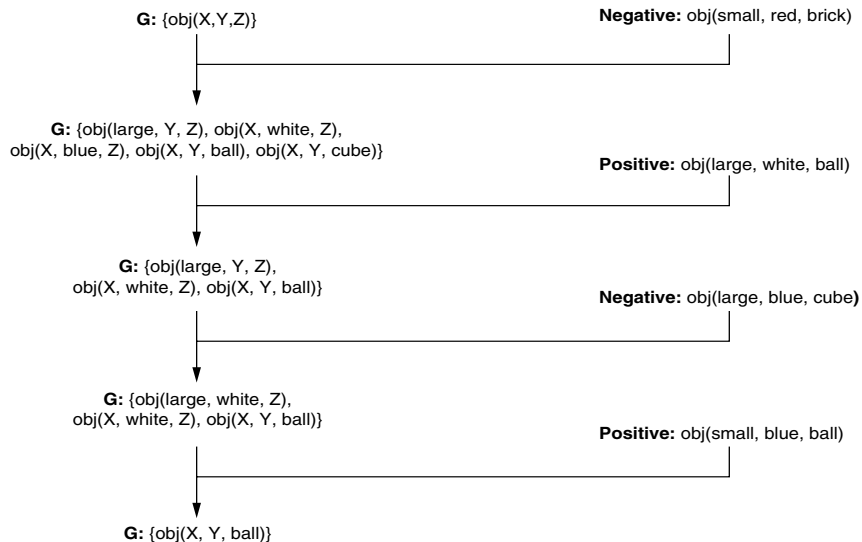 G: {obj(X,Y,Z)}
Negative: obj(small, red, brick)
G: {obj(large, Y, Z), obj(X, white, Z),
obj(X, blue, Z), obj(X, Y, ball), obj(X, Y, cube)}
Positive: obj(large, white, ball)
G: {obj(large, Y, Z),
obj(X, white, Z), obj(X, Y, ball)}
Negative: obj(large, blue, cube)
G: {obj(large, white, Z),
obj(X, white, Z), obj(X, Y, ball)}
Positive: obj(small, blue, ball)
G: {obj(X, Y, ball)}